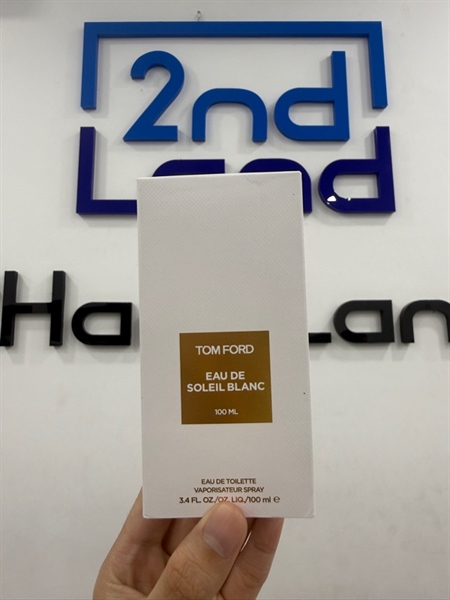 2nd
Land
TOM FORD
EAU DE
SOLEIL BLANC
100 ML
EAU DE TOILETTE
VAPORISATEUR SPRAY
3.4 FL. OZ./OZ. LIQ./100 ml e